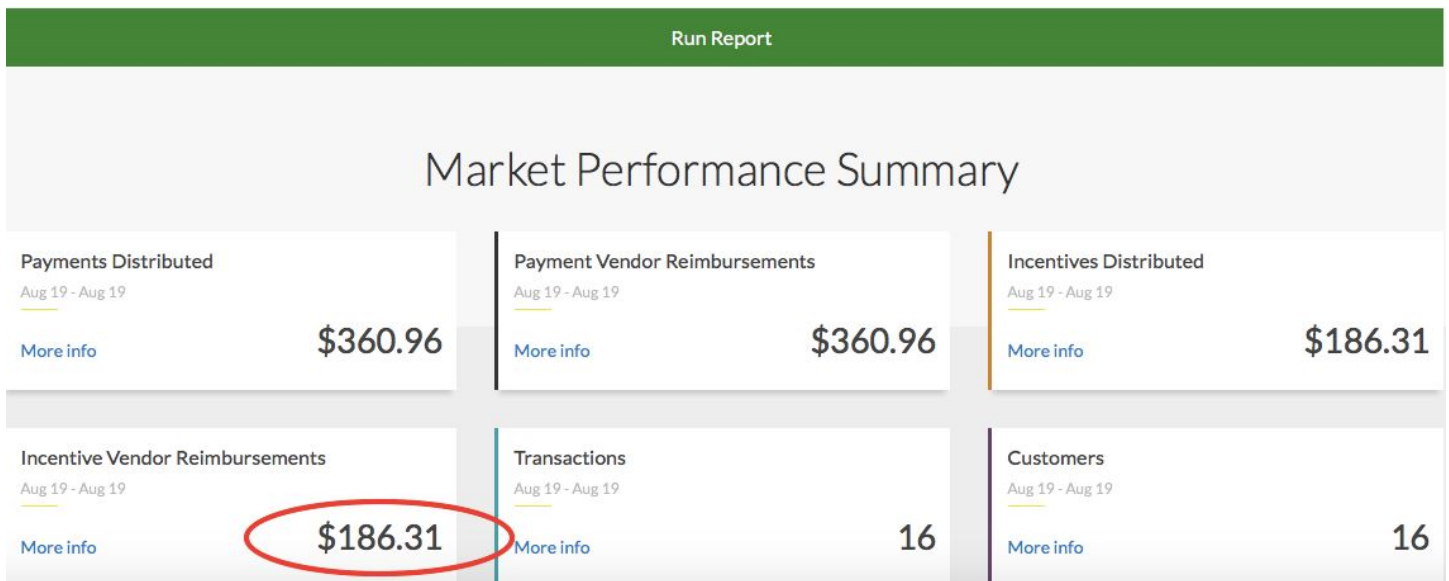 Run Report
Market Performance Summary
Payments Distributed
Aug 19 - Aug 19
More info
$360.96
Payment Vendor Reimbursements
Aug 19 - Aug 19
More info
$360.96
Incentives Distributed
Aug 19 - Aug 19
More info
$186.31
Incentive Vendor Reimbursements
Aug 19 - Aug 19
More info
$186.31
Transactions
Aug 19 - Aug 19
More info
16
Customers
Aug 19 - Aug 19
More info
16